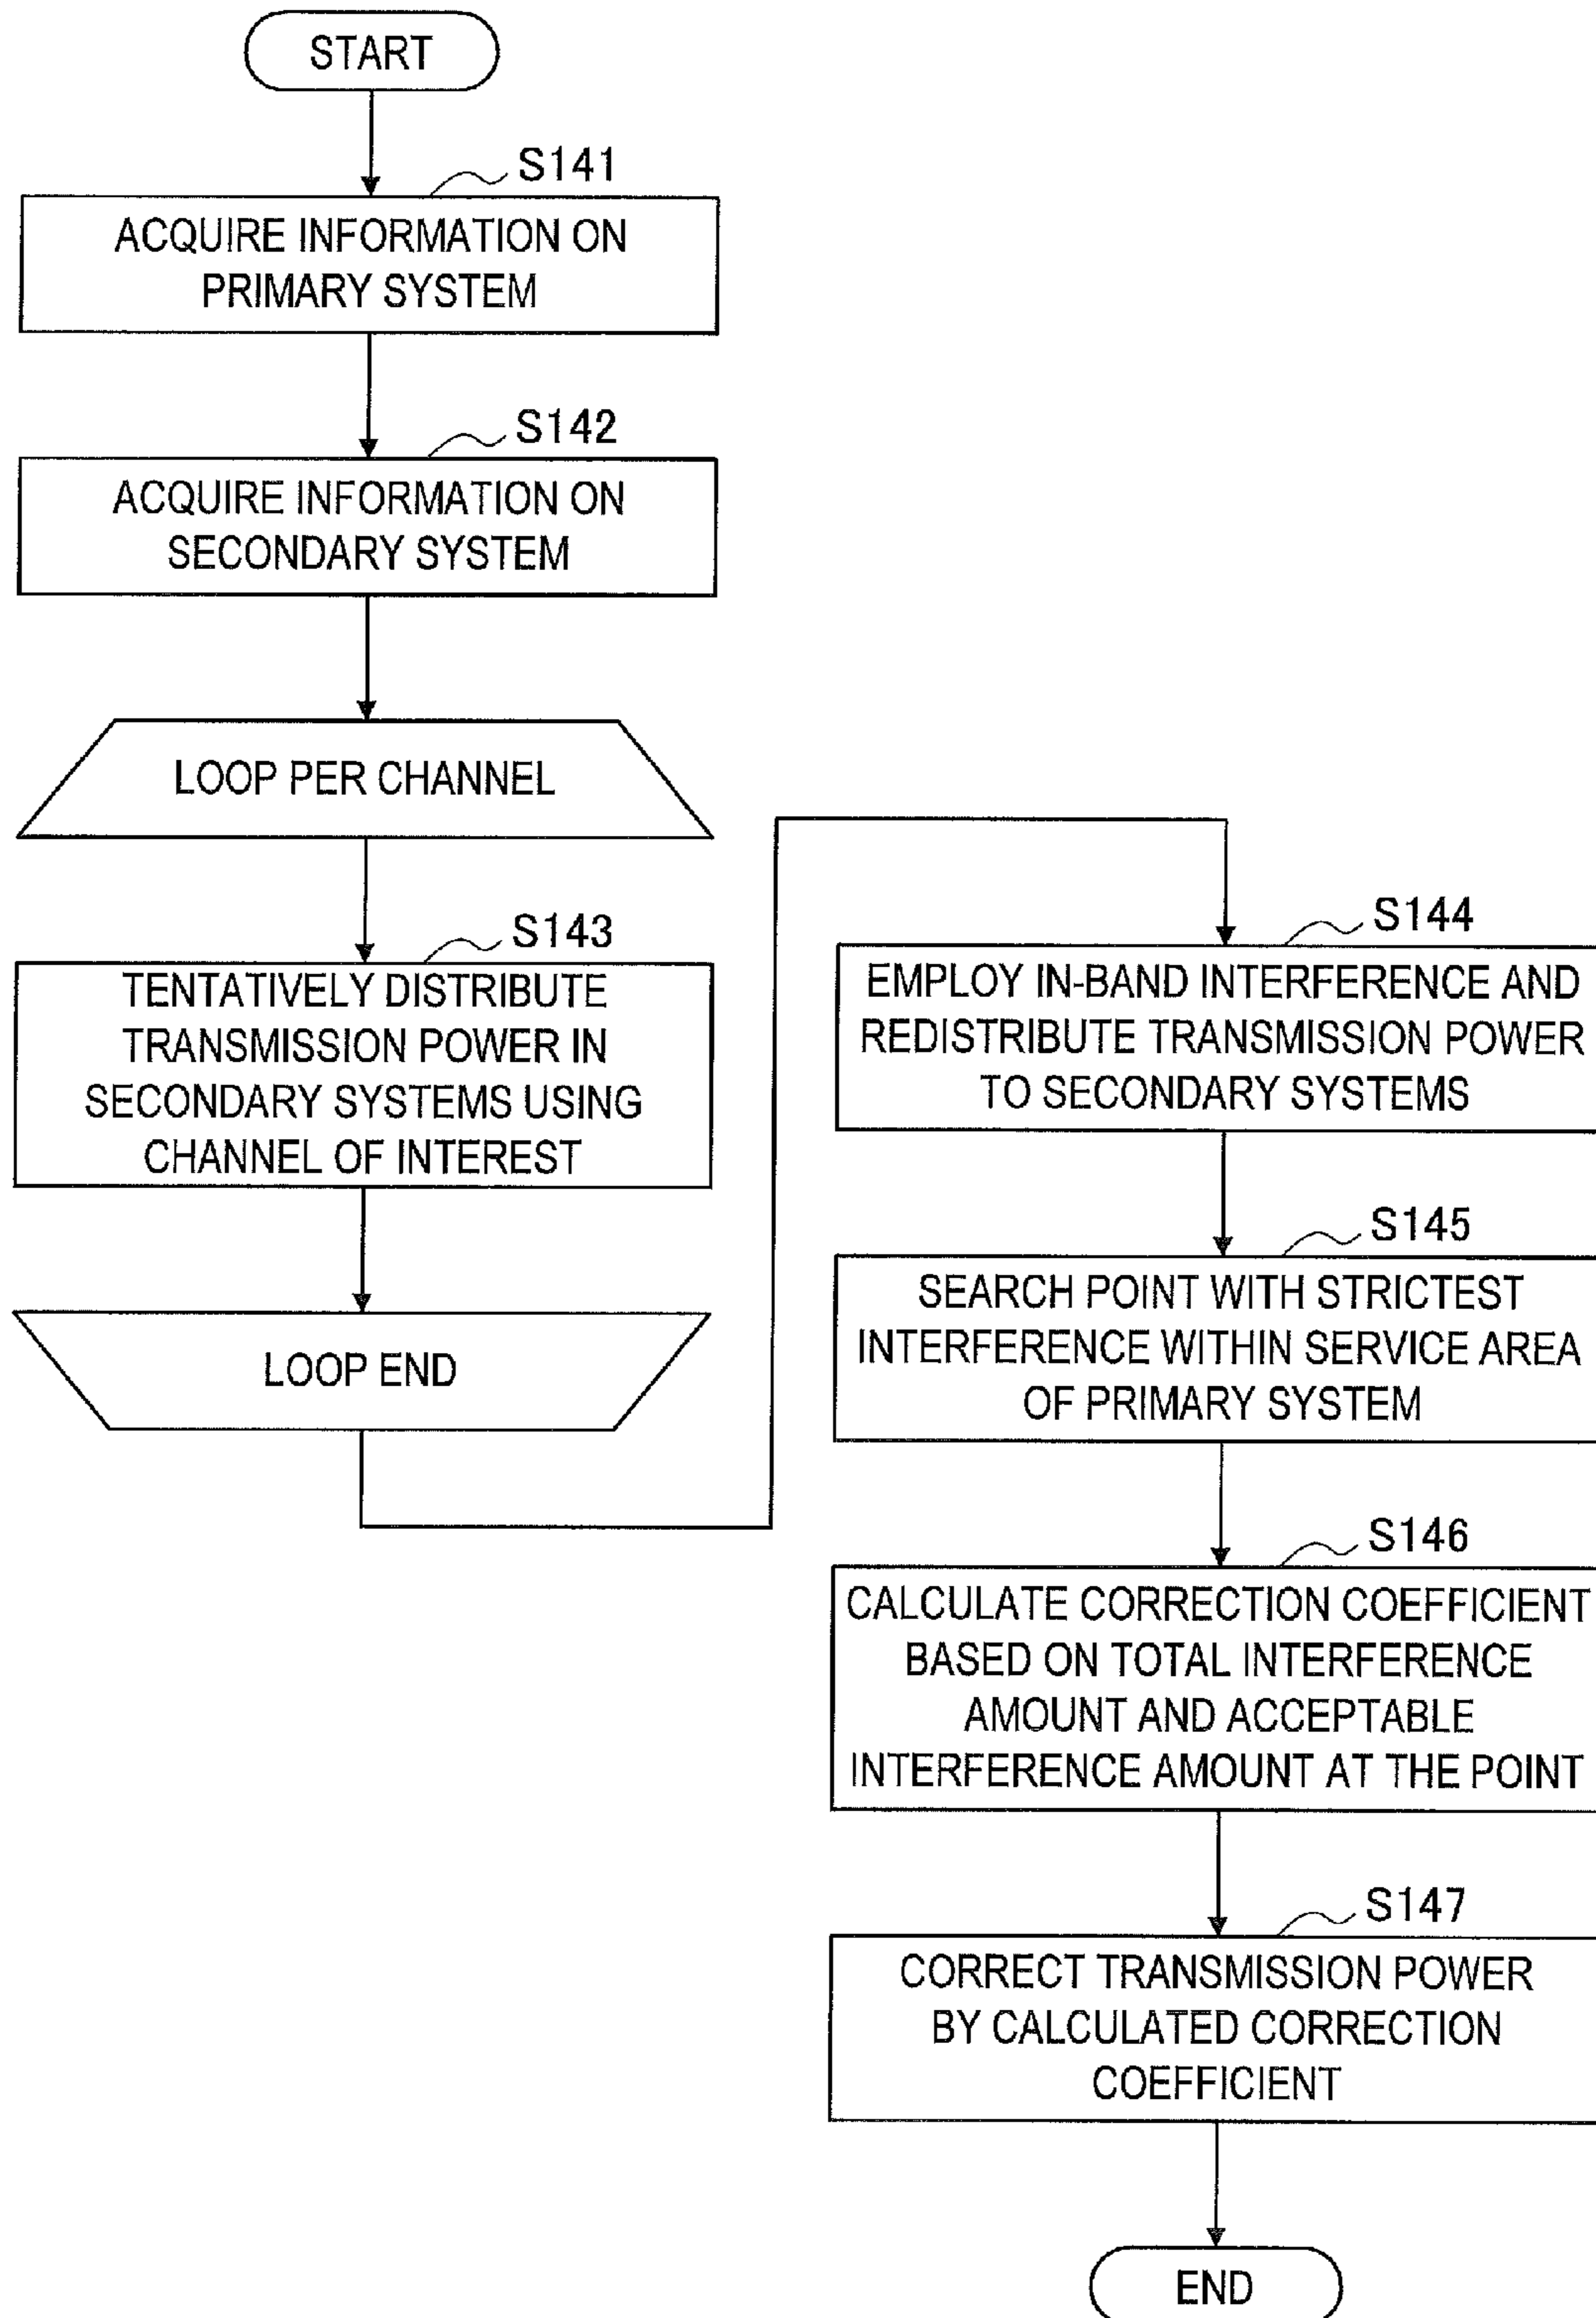 START
S141
ACQUIRE INFORMATION ON
PRIMARY SYSTEM
S142
ACQUIRE INFORMATION ON
SECONDARY SYSTEM
LOOP PER CHANNEL
S143
TENTATIVELY DISTRIBUTE
TRANSMISSION POWER IN
SECONDARY SYSTEMS USING
CHANNEL OF INTEREST
LOOP END
S144
EMPLOY IN-BAND INTERFERENCE AND
REDISTRIBUTE TRANSMISSION POWER
TO SECONDARY SYSTEMS
S145
SEARCH POINT WITH STRICTEST
INTERFERENCE WITHIN SERVICE AREA
OF PRIMARY SYSTEM
S146
CALCULATE CORRECTION COEFFICIENT
BASED ON TOTAL INTERFERENCE
AMOUNT AND ACCEPTABLE
INTERFERENCE AMOUNT AT THE POINT
S147
CORRECT TRANSMISSION POWER
BY CALCULATED CORRECTION
COEFFICIENT
END